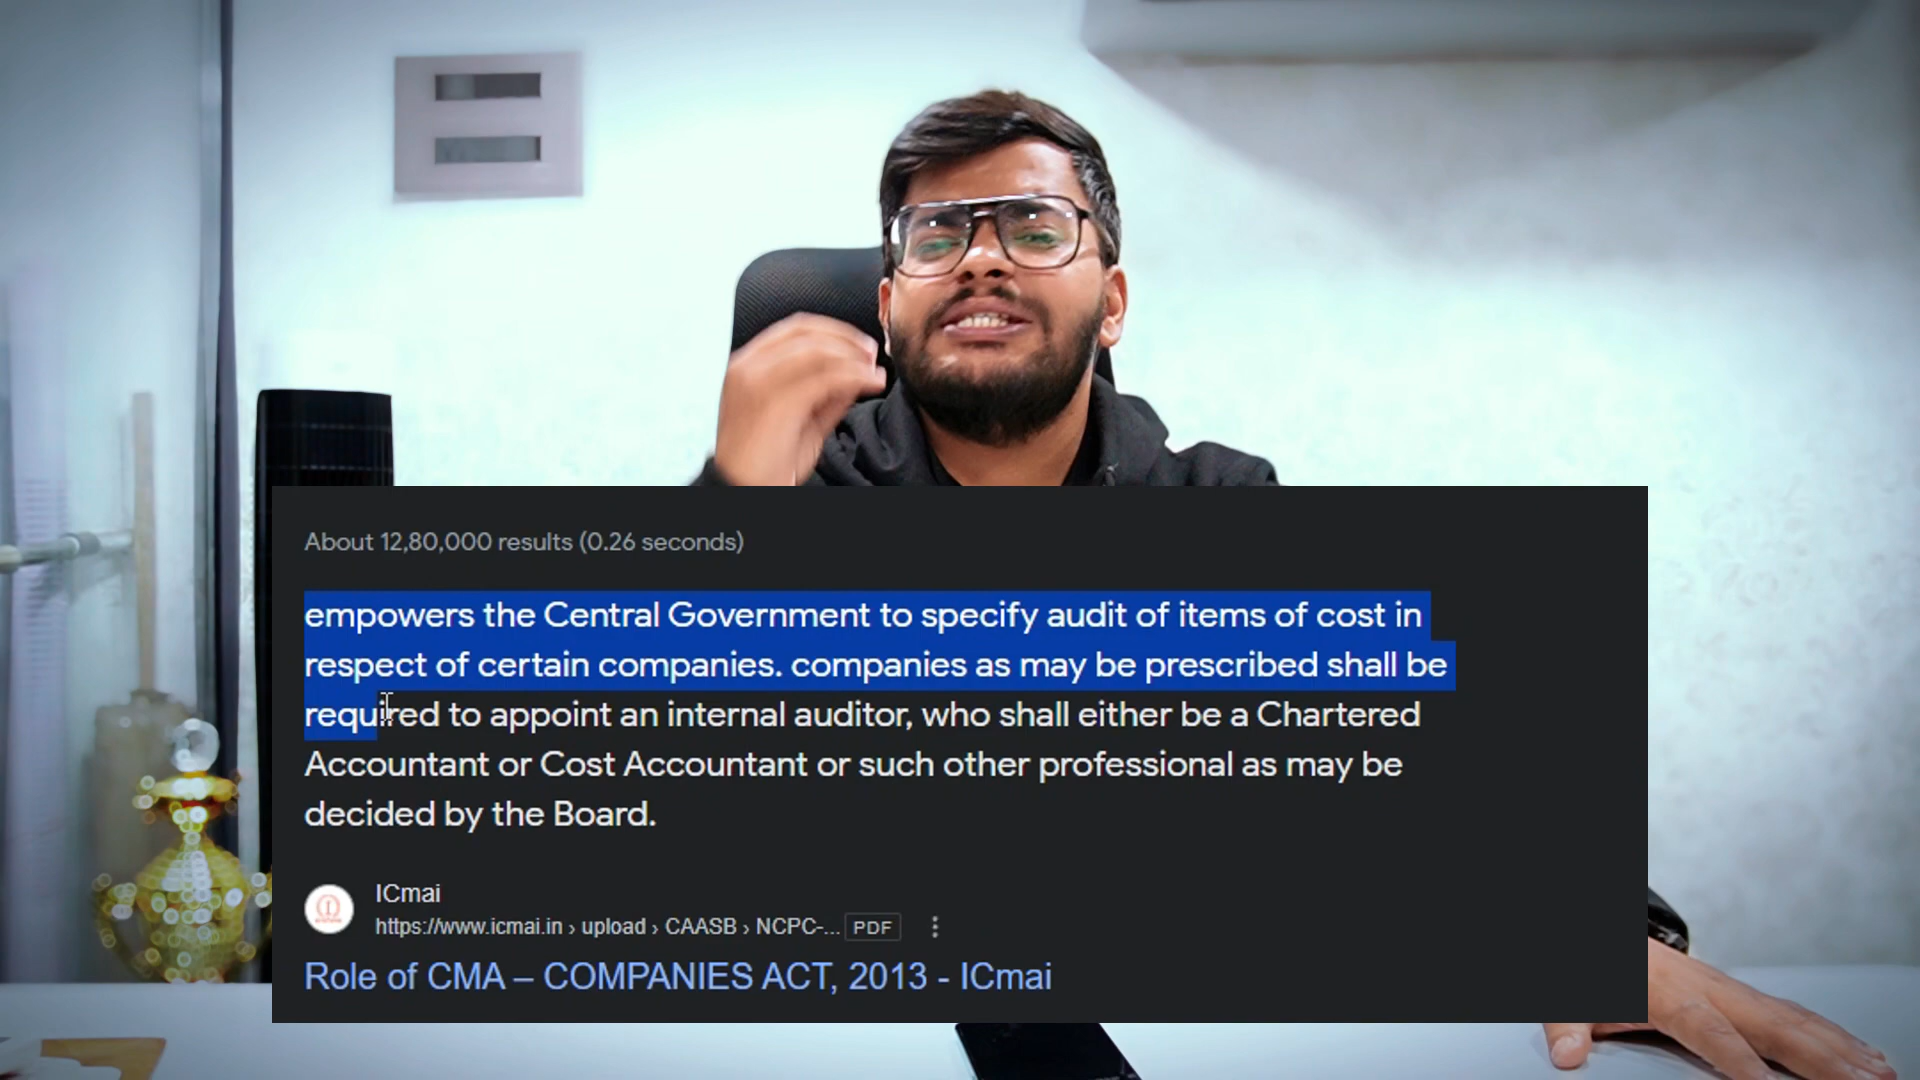 About 12,80,000 results (0.26 seconds)
empowers the Central Government to specify audit of items of cost in
respect of certain companies. companies as may be prescribed shall be
required to appoint an internal auditor, who shall either be a Chartered
Accountant or Cost Accountant or such other professional as may be
decided by the Board.
ICmai
https://www.icmai.in › upload › CAASB › NCPC-... PDF
Role of CMA – COMPANIES ACT, 2013 - ICmai